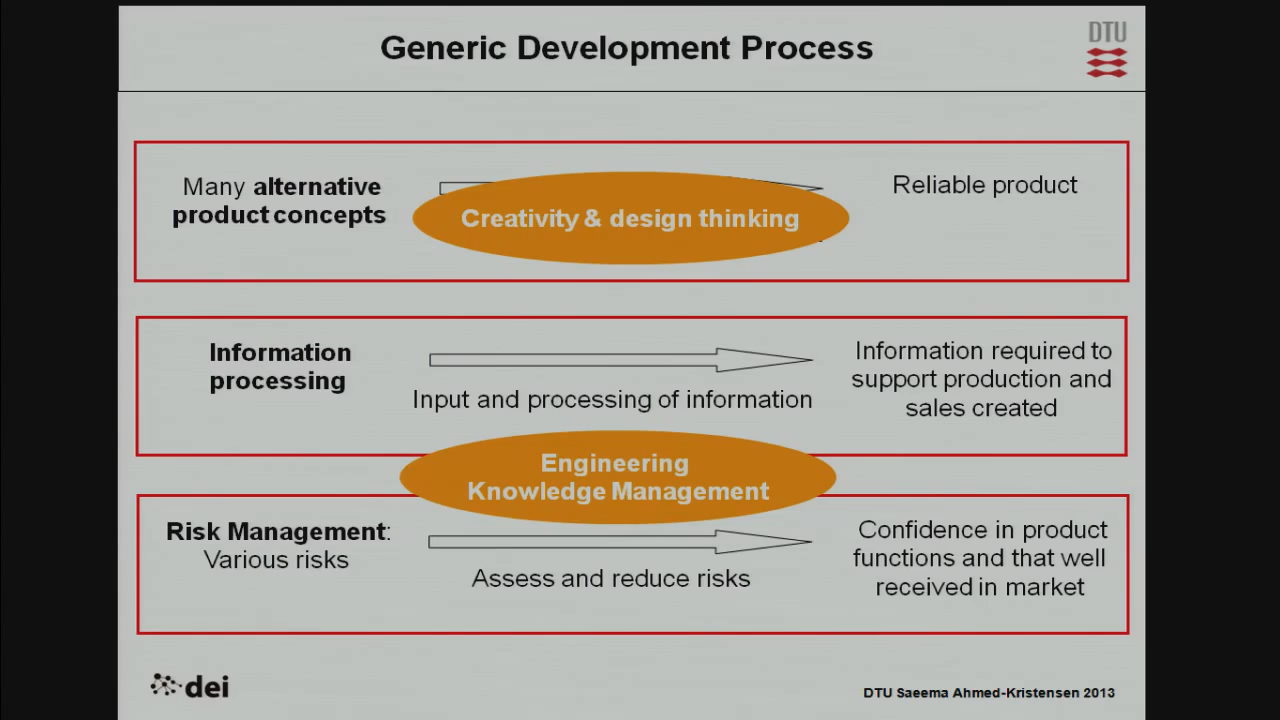 Generic Development Process
DTU
Many alternative
product concepts
Creativity & design thinking
Reliable product
Information
processing
Input and processing of information
Information required to
support production and
sales created
Engineering
Knowledge Management
Risk Management:
Various risks
Assess and reduce risks
Confidence in product
functions and that well
received in market
dei
DTU Saeema Ahmed-Kristensen 2013